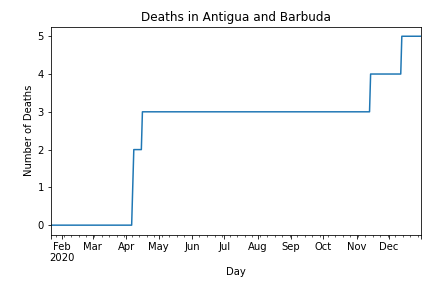 Deaths in Antigua and Barbuda
Number of Deaths
5
4
3
2
1
0
Feb Mar Apr May Jun Jul Aug Sep Oct Nov Dec
2020
Day